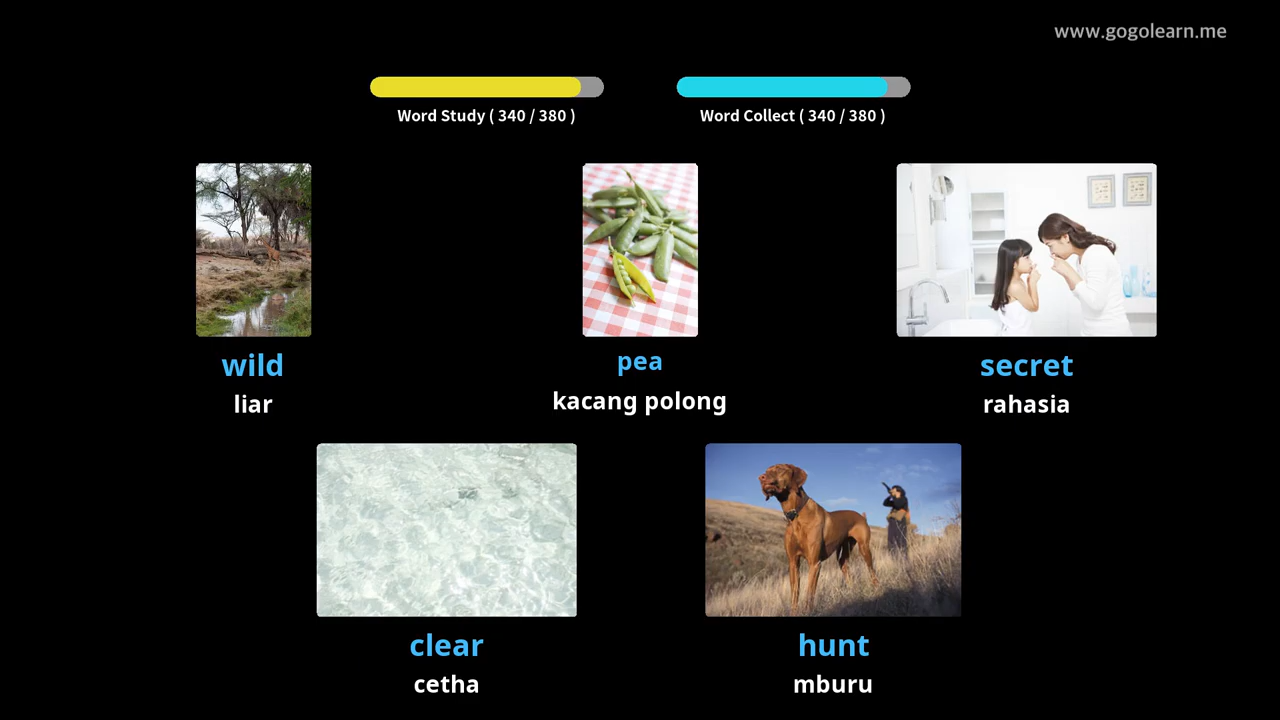 www.gogolearn.me
Word Study ( 340 / 380 )
Word Collect ( 340 / 380 )
wild
liar
pea
kacang polong
secret
rahasia
clear
cetha
hunt
mburu